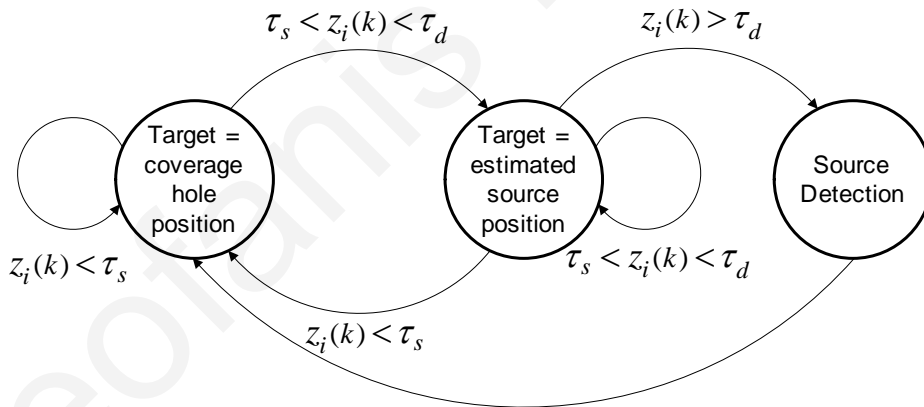 τ_s < z_i(k) < τ_d
z_i(k) > τ_d
Target =
coverage
hole
position
Target =
estimated
source
position
Source
Detection
z_i(k) < τ_s
τ_s < z_i(k) < τ_d
z_i(k) < τ_s
eofanis